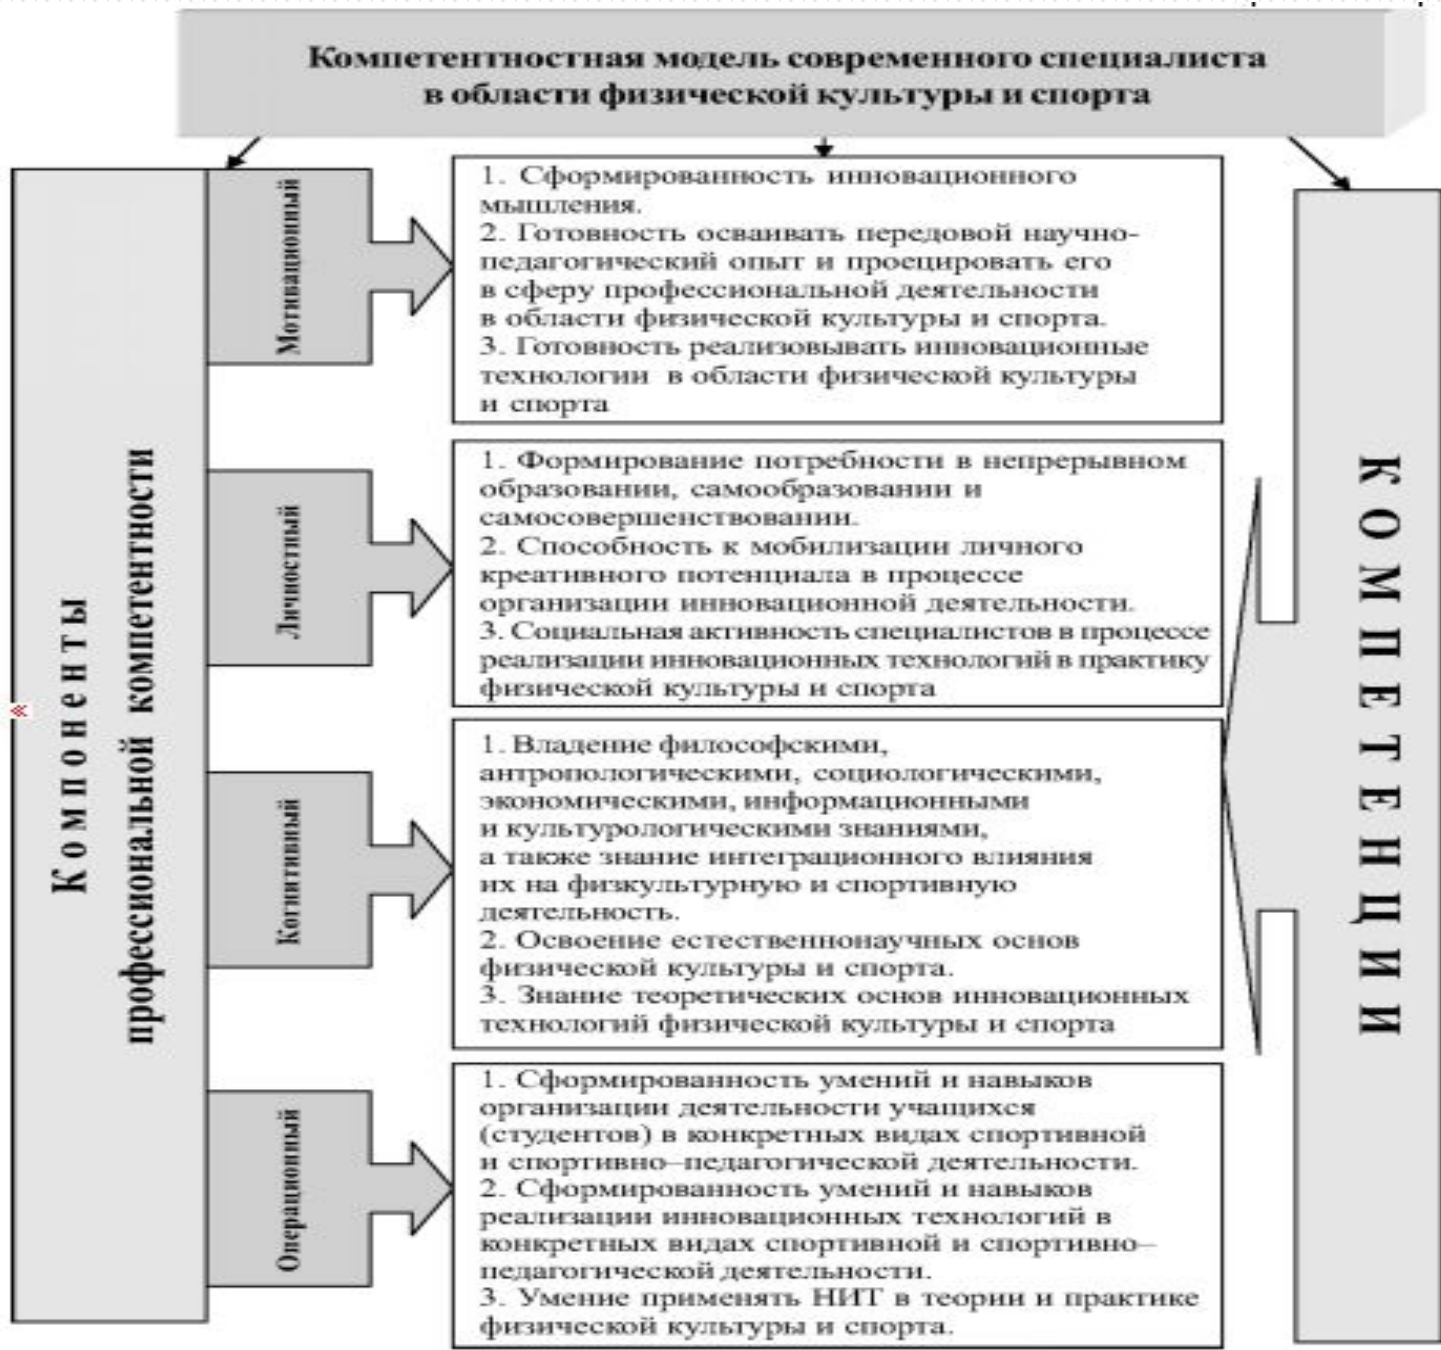 Компетентностная модель современного специалиста
в области физической культуры и спорта
Компоненты
профессиональной компетентности
Мотивационный
1. Сформированность инновационного
мышления.
2. Готовность осваивать передовой научно-
педагогический опыт и проецировать его
в сферу профессиональной деятельности
в области физической культуры и спорта.
3. Готовность реализовывать инновационные
технологии в области физической культуры
и спорта
Личностный
1. Формирование потребности в непрерывном
образовании, самообразовании и
самосовершенствовании.
2. Способность к мобилизации личного
креативного потенциала в процессе
организации инновационной деятельности.
3. Социальная активность специалистов в процессе
реализации инновационных технологий в практику
физической культуры и спорта
Когнитивный
1. Владение философскими,
антропологическими, социологическими,
экономическими, информационными
и культурологическими знаниями,
а также знание интеграционного влияния
их на физкультурную и спортивную
деятельность.
2. Освоение естественнонаучных основ
физической культуры и спорта.
3. Знание теоретических основ инновационных
технологий физической культуры и спорта
Операционный
1. Сформированность умений и навыков
организации деятельности учащихся
(студентов) в конкретных видах спортивной
и спортивно–педагогической деятельности.
2. Сформированность умений и навыков
реализации инновационных технологий в
конкретных видах спортивной и спортивно–
педагогической деятельности.
3. Умение применять НИТ в теории и практике
физической культуры и спорта.
КОМПЕТЕНЦИИ